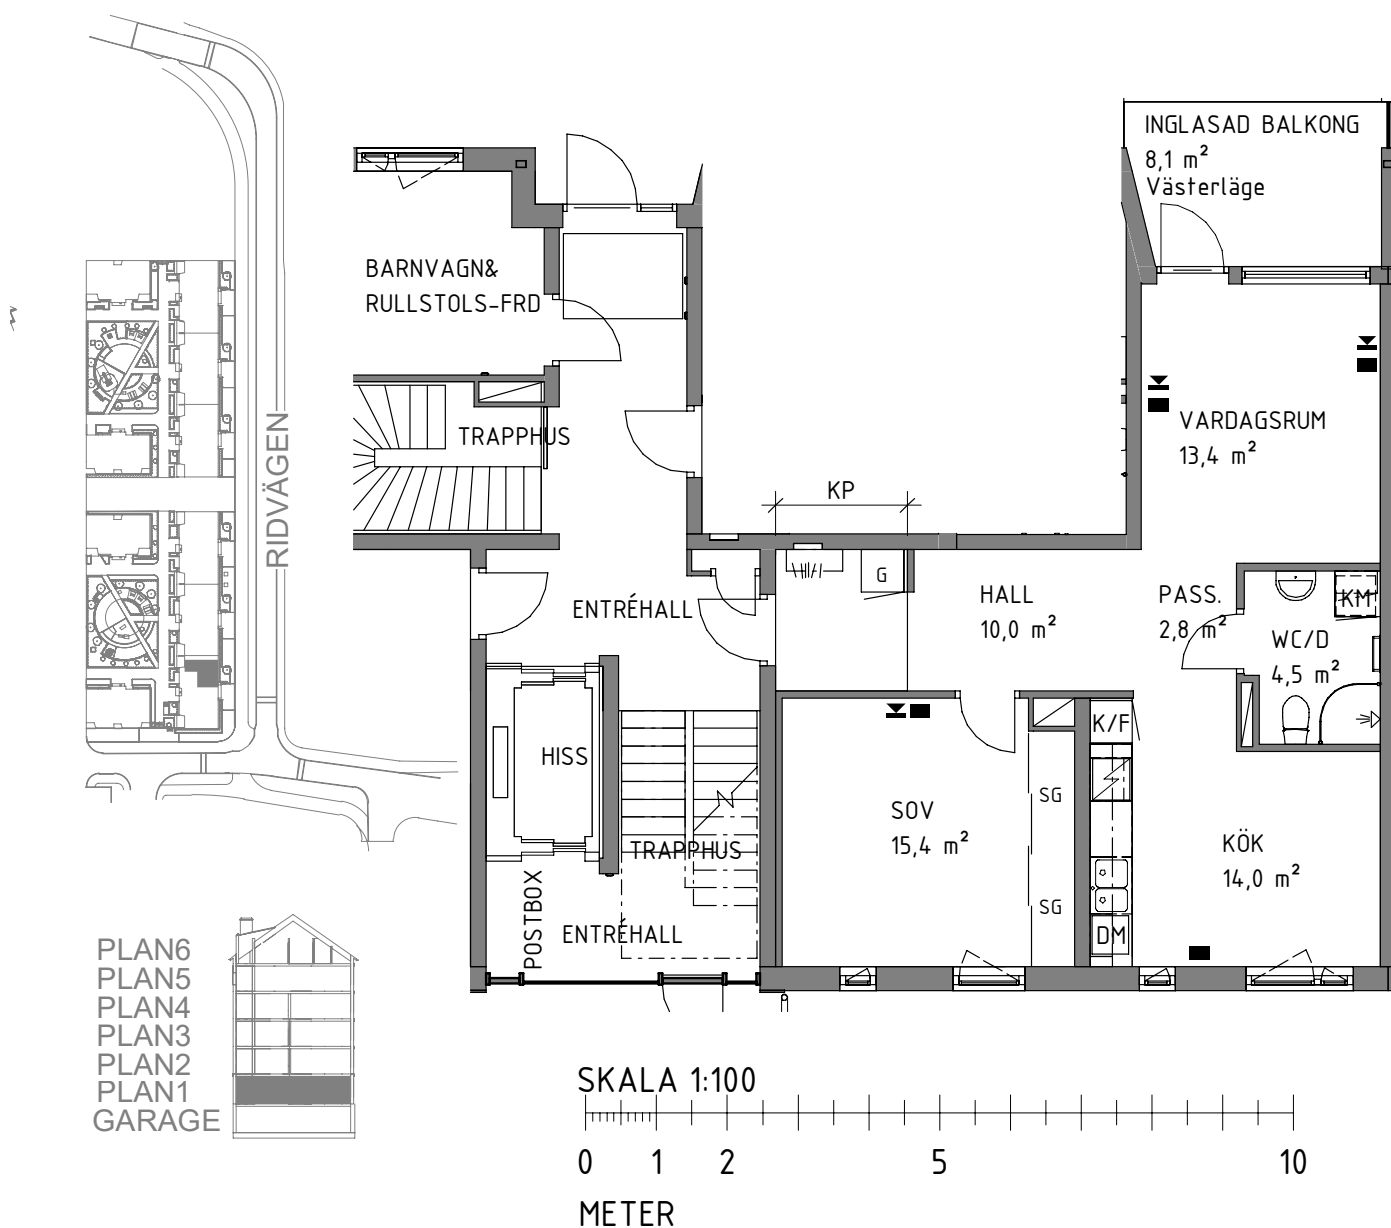 INGLASAD BALKONG
8,1 m²
Västerläge
BARNVAGN&
RULLSTOLS-FRD
TRAPPHUS
VARDAGSRUM
13,4 m²
RIDVÄGEN
KP
G
ENTRÉHALL
HALL
10,0 m²
PASS.
2,8 m²
KM
WC/D
4,5 m²
K/F
HISS
SG
SOV
15,4 m²
TRAPPHUS
KÖK
14,0 m²
POSTBOX
SG
ENTRÉHALL
DM
PLAN6
PLAN5
PLAN4
PLAN3
PLAN2
PLAN1
GARAGE
SKALA 1:100
0 1 2 5 10
METER